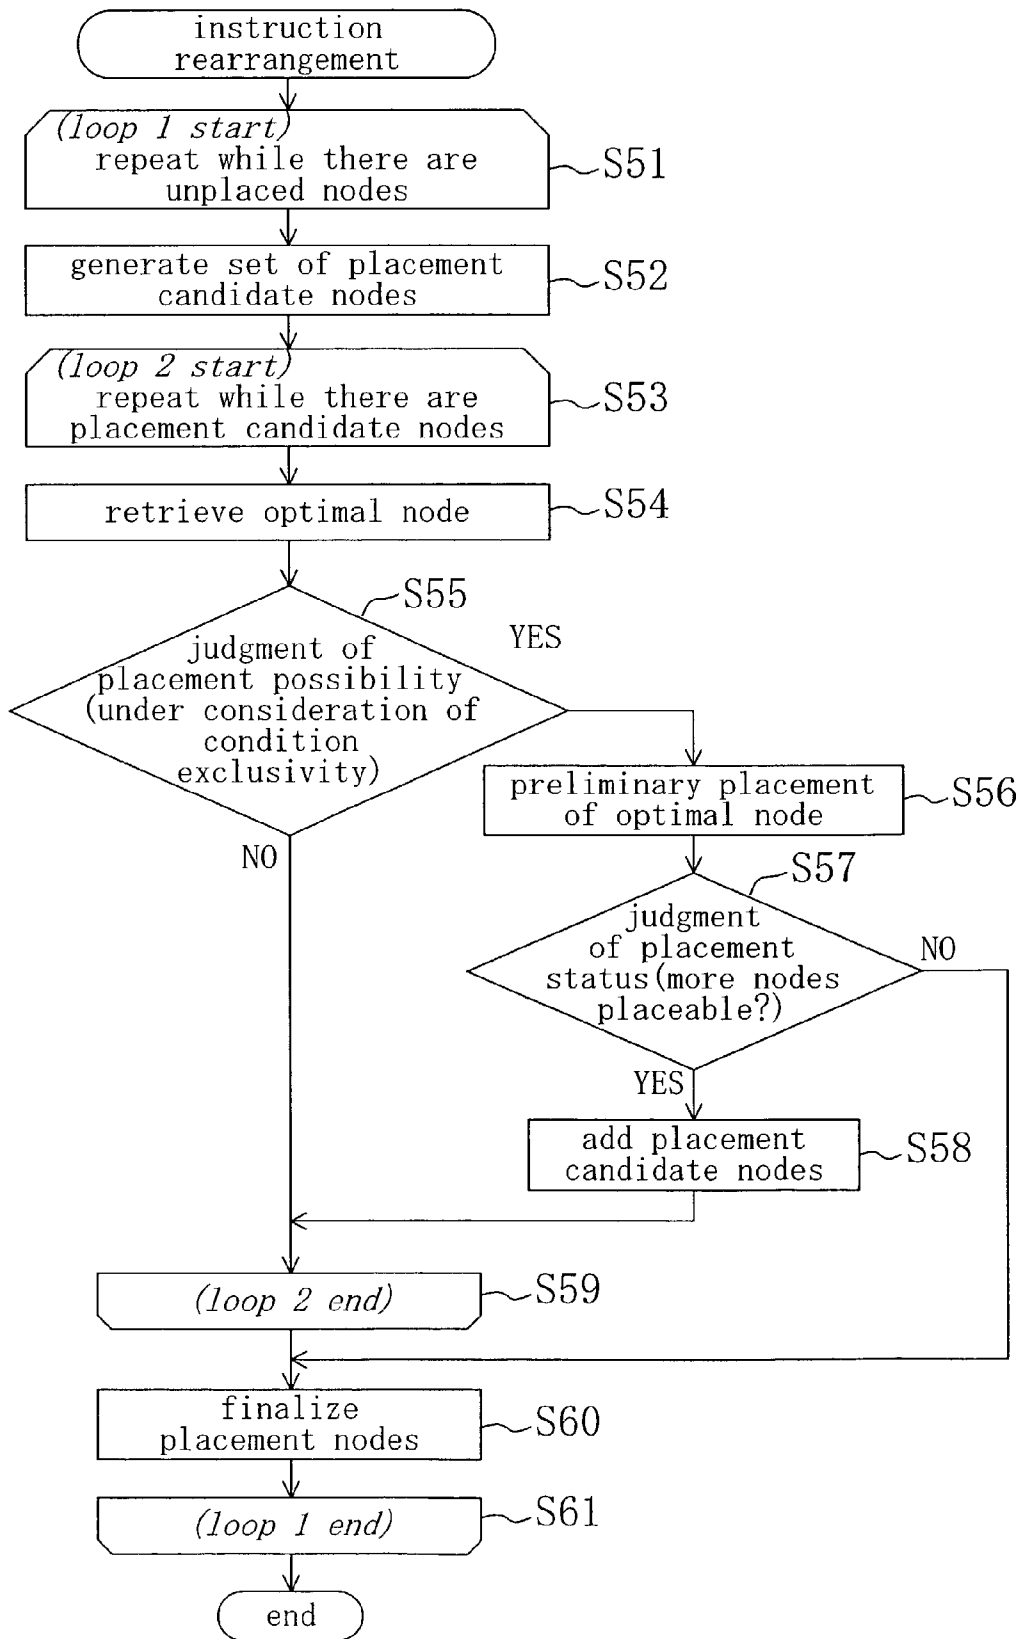 instruction
rearrangement
(loop 1 start)
repeat while there are
unplaced nodes
S51
generate set of placement
candidate nodes
S52
(loop 2 start)
repeat while there are
placement candidate nodes
S53
retrieve optimal node
S54
S55
judgment of
placement possibility
(under consideration of
condition
exclusivity)
YES
NO
preliminary placement
of optimal node
S56
S57
judgment
of placement
status(more nodes
placeable?)
NO
YES
add placement
candidate nodes
S58
(loop 2 end)
S59
finalize
placement nodes
S60
(loop 1 end)
S61
end